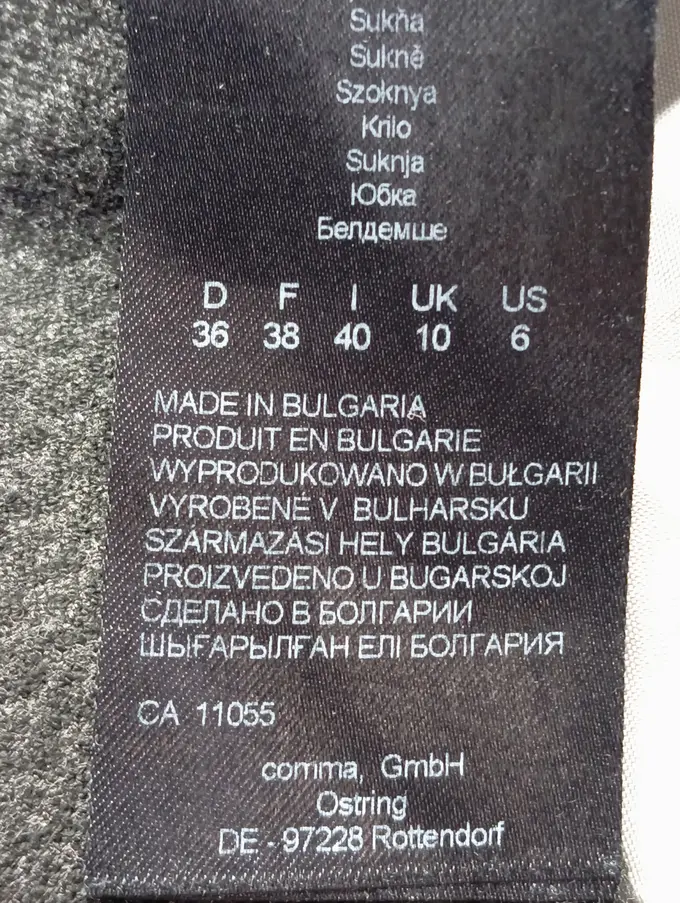 Sukňa
Sukně
Szoknya
Krilo
Suknja
Юбка
Белдемше
D F I UK US
36 38 40 10 6
MADE IN BULGARIA
PRODUIT EN BULGARIE
WYPRODUKOWANO W BUŁGARII
VYROBENÉ V BULHARSKU
SZÁRMAZÁSI HELY BULGÁRIA
PROIZVEDENO U BUGARSKOJ
СДЕЛАНО В БОЛГАРИИ
ШЫҒАРЫЛҒАН ЕЛІ БОЛГАРИЯ
CA 11055
comma, GmbH
Ostring
DE - 97228 Rottendorf